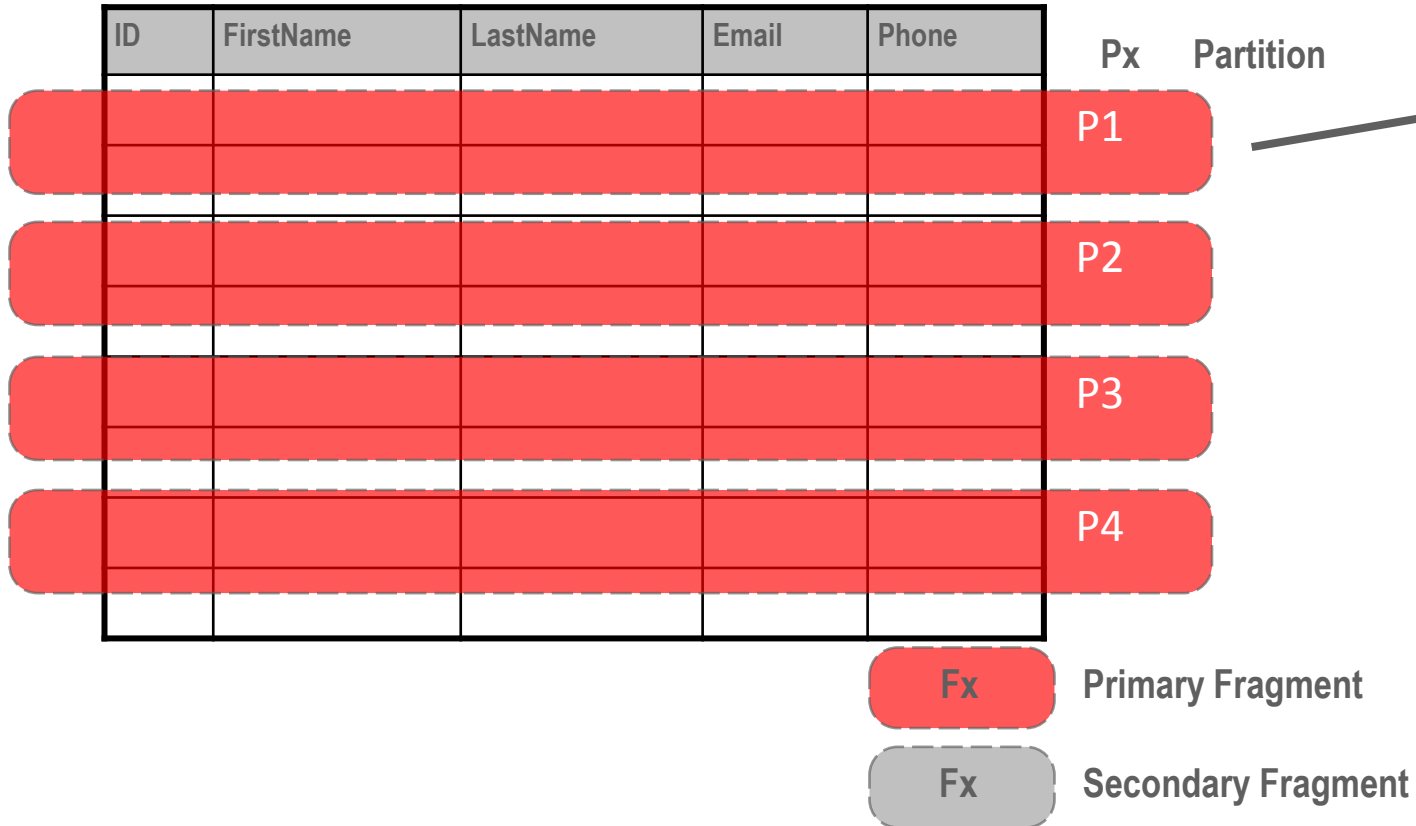 ID FirstName LastName Email Phone
Px Partition
P1
P2
P3
P4
Fx Primary Fragment
Fx Secondary Fragment